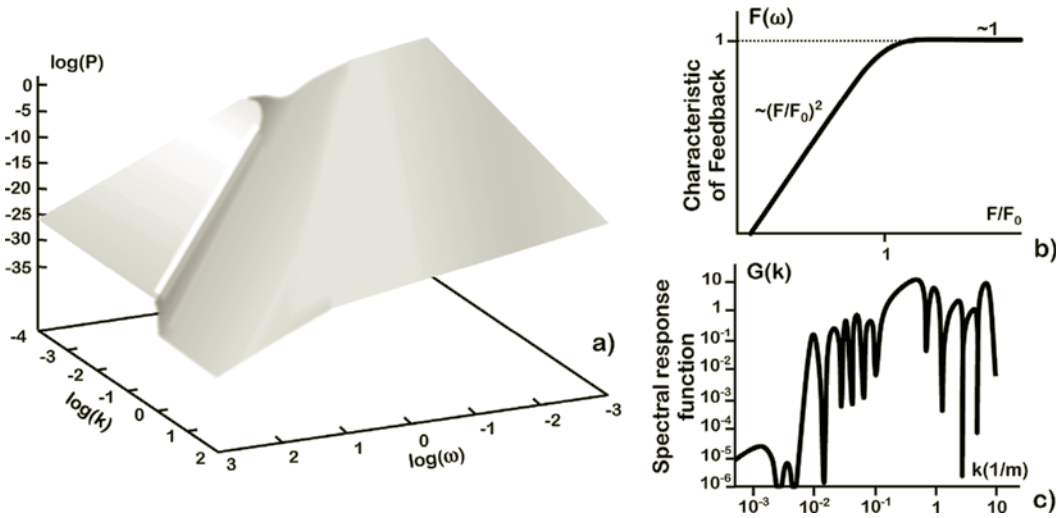 log(P)
0
-5
-10
-15
-20
-25
-30
-35
-4
-3
-2
-1
0
1
2
log(k)
3
2
1
0
-1
-2
-3
log(ω)
a)
F(ω)
1
~1
~(F/F₀)²
Characteristic
of Feedback
F/F₀
1
b)
G(k)
10
1
10⁻¹
10⁻²
10⁻³
10⁻⁴
10⁻⁵
10⁻⁶
Spectral response
function
k(1/m)
10⁻³
10⁻²
10⁻¹
1
10
c)